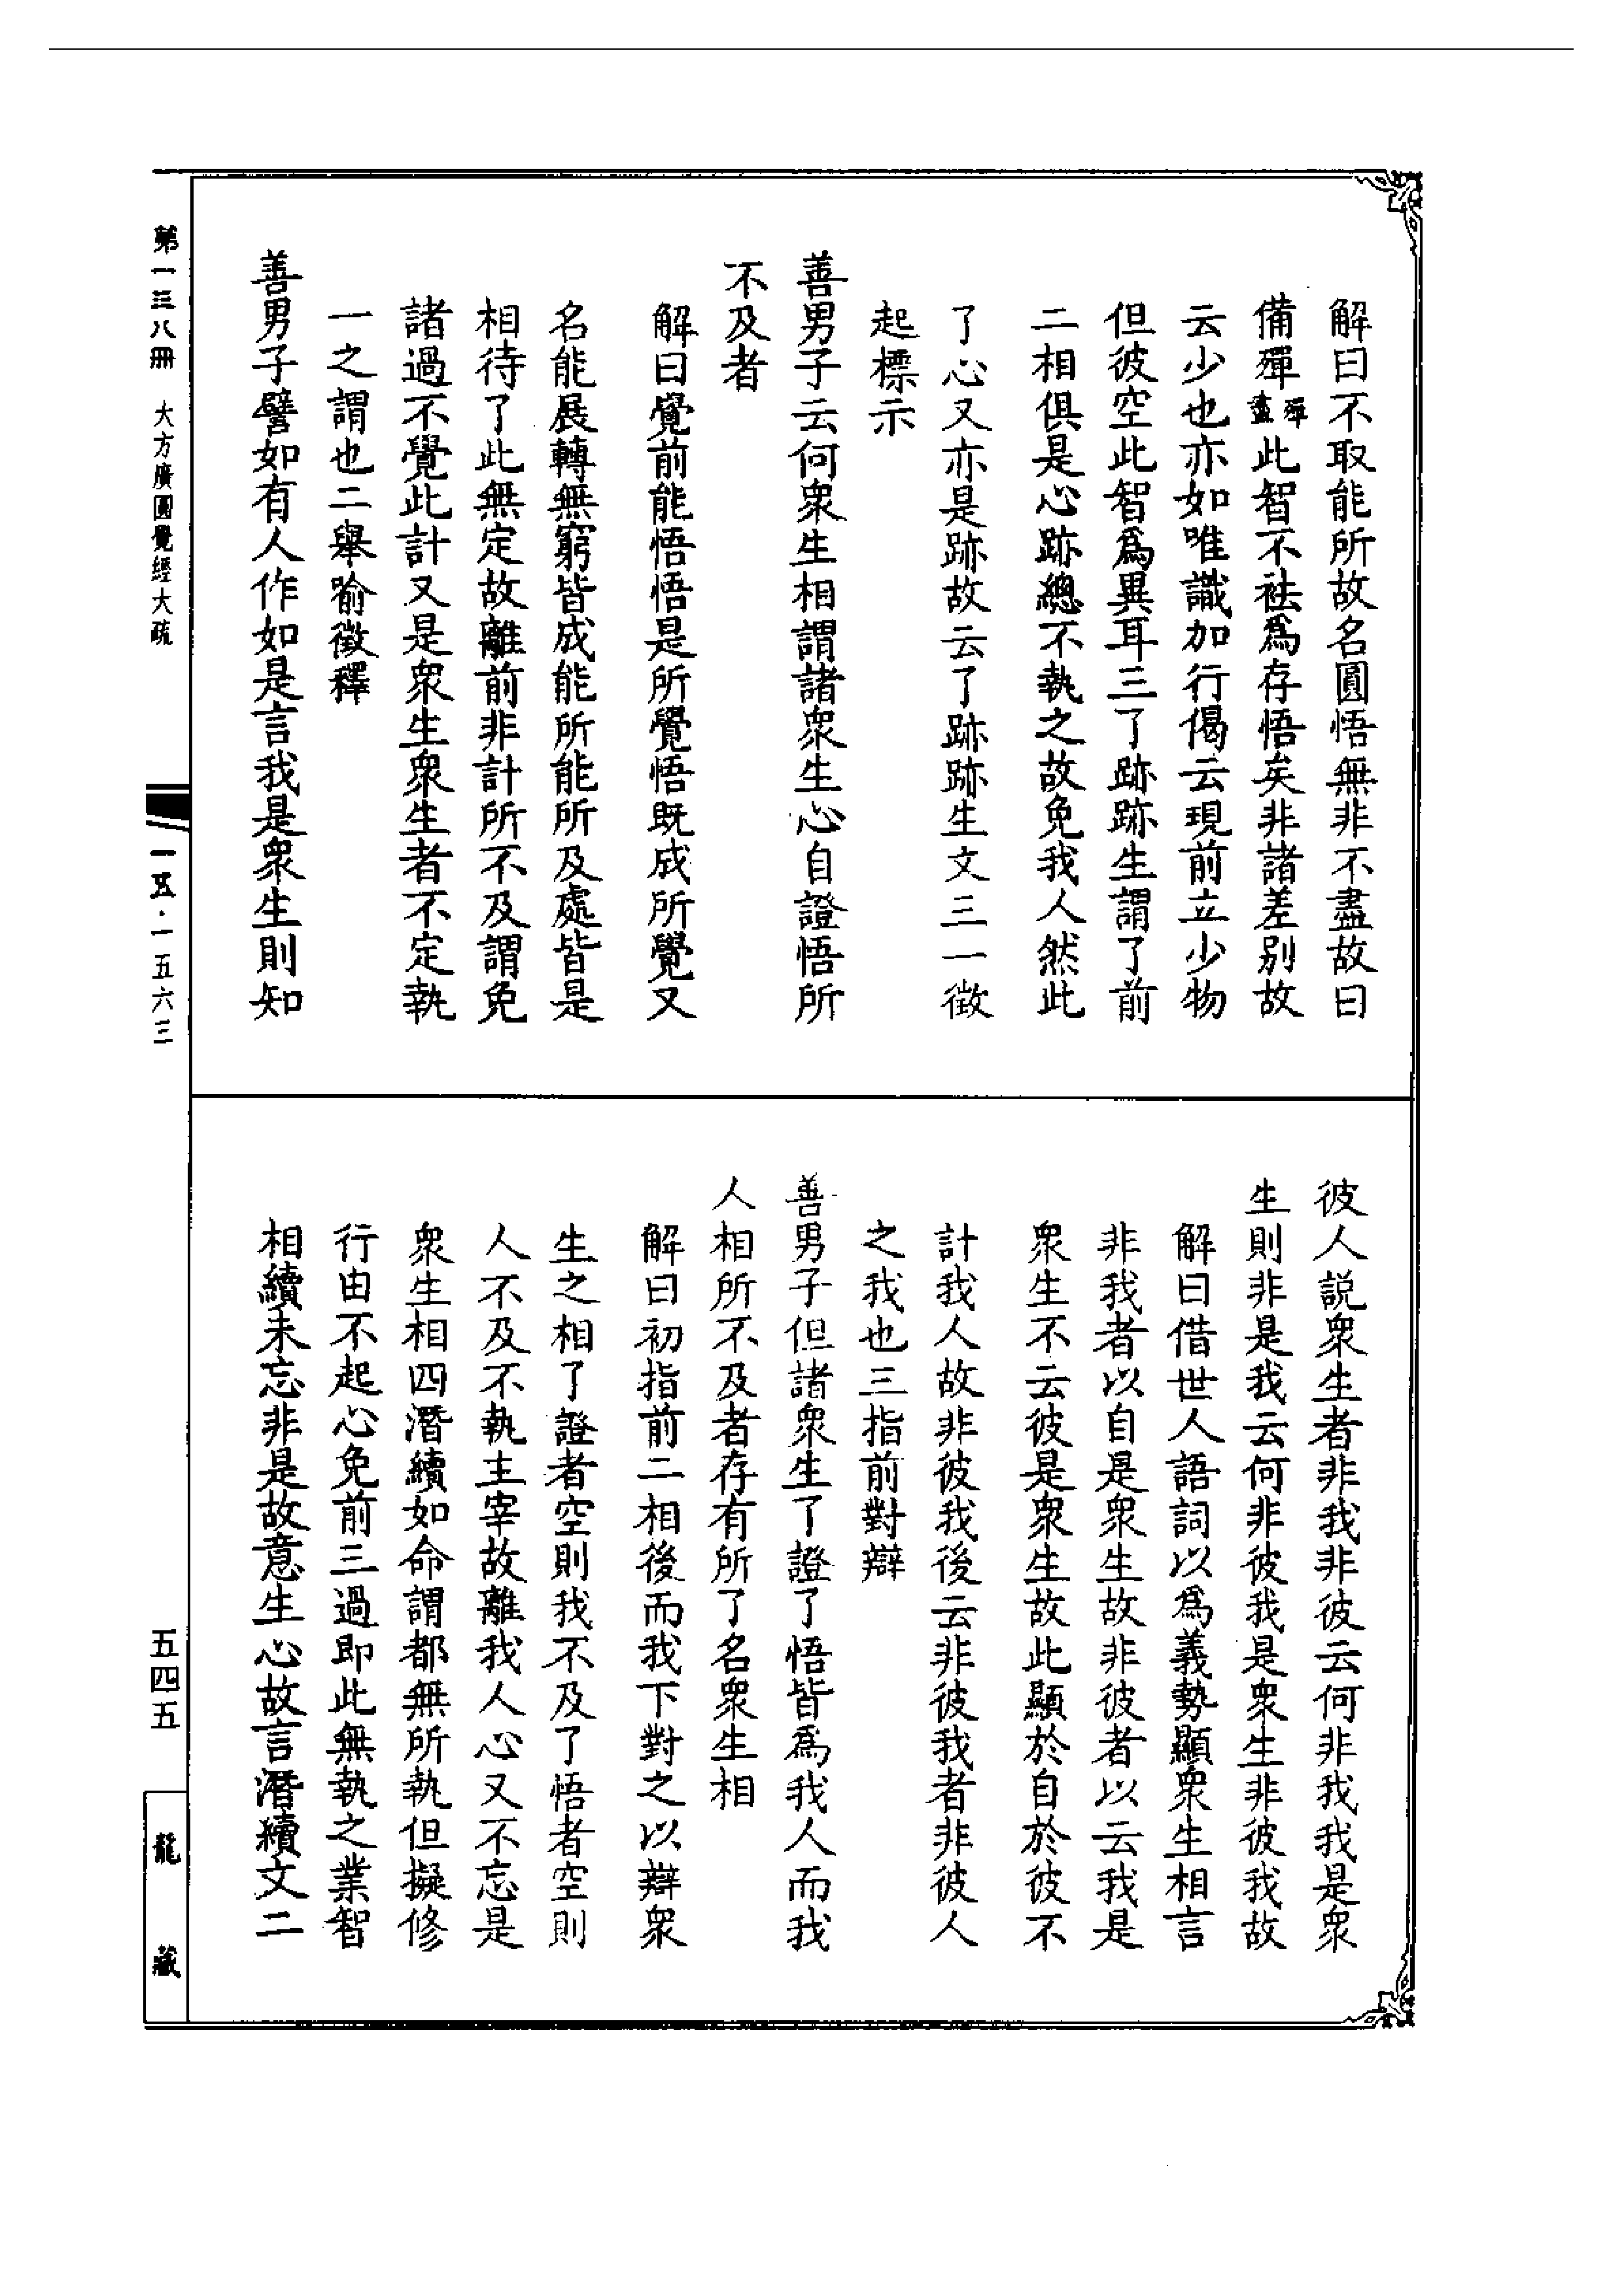 解曰不取能所故名圓悟無非不盡故曰
備殫殫盡此智不祛爲存悟矣非諸差別故
云少也亦如唯識加行偈云現前立少物
但彼空此智爲異耳三了跡跡生謂了前
二相俱是心跡總不執之故免我人然此
了心又亦是跡故云了跡跡生文三一徵
起標示
善男子云何衆生相謂諸衆生心自證悟所
不及者
解曰覺前能悟悟是所覺悟既成所覺又
名能展轉無窮皆成能所能所及處皆是
相待了此無定故離前非計所不及謂免
諸過不覺此計又是衆生衆生者不定執
一之謂也二舉喻徵釋
善男子譬如有人作如是言我是衆生則知
彼人説衆生者非我非彼云何非我我是衆
生則非是我云何非彼我是衆生非彼我故
解曰借世人語詞以爲義勢顯衆生相言
非我者以自是衆生故非彼者以云我是
衆生不云彼是衆生故此顯於自於彼不
計我人故非彼我後云非彼我者非彼人
之我也三指前對辯
善男子但諸衆生了證了悟皆爲我人而我
人相所不及者存有所了名衆生相
解曰初指前二相後而我下對之以辯衆
生之相了證者空則我不及了悟者空則
人不及不執主宰故離我人心又不忘是
衆生相四潛續如命謂都無所執但擬修
行由不起心免前三過即此無執之業智
相續未忘非是故意生心故言潛續文二
第一三八冊　大方廣圓覺經大疏
一五·一五六三
五四五
龍藏